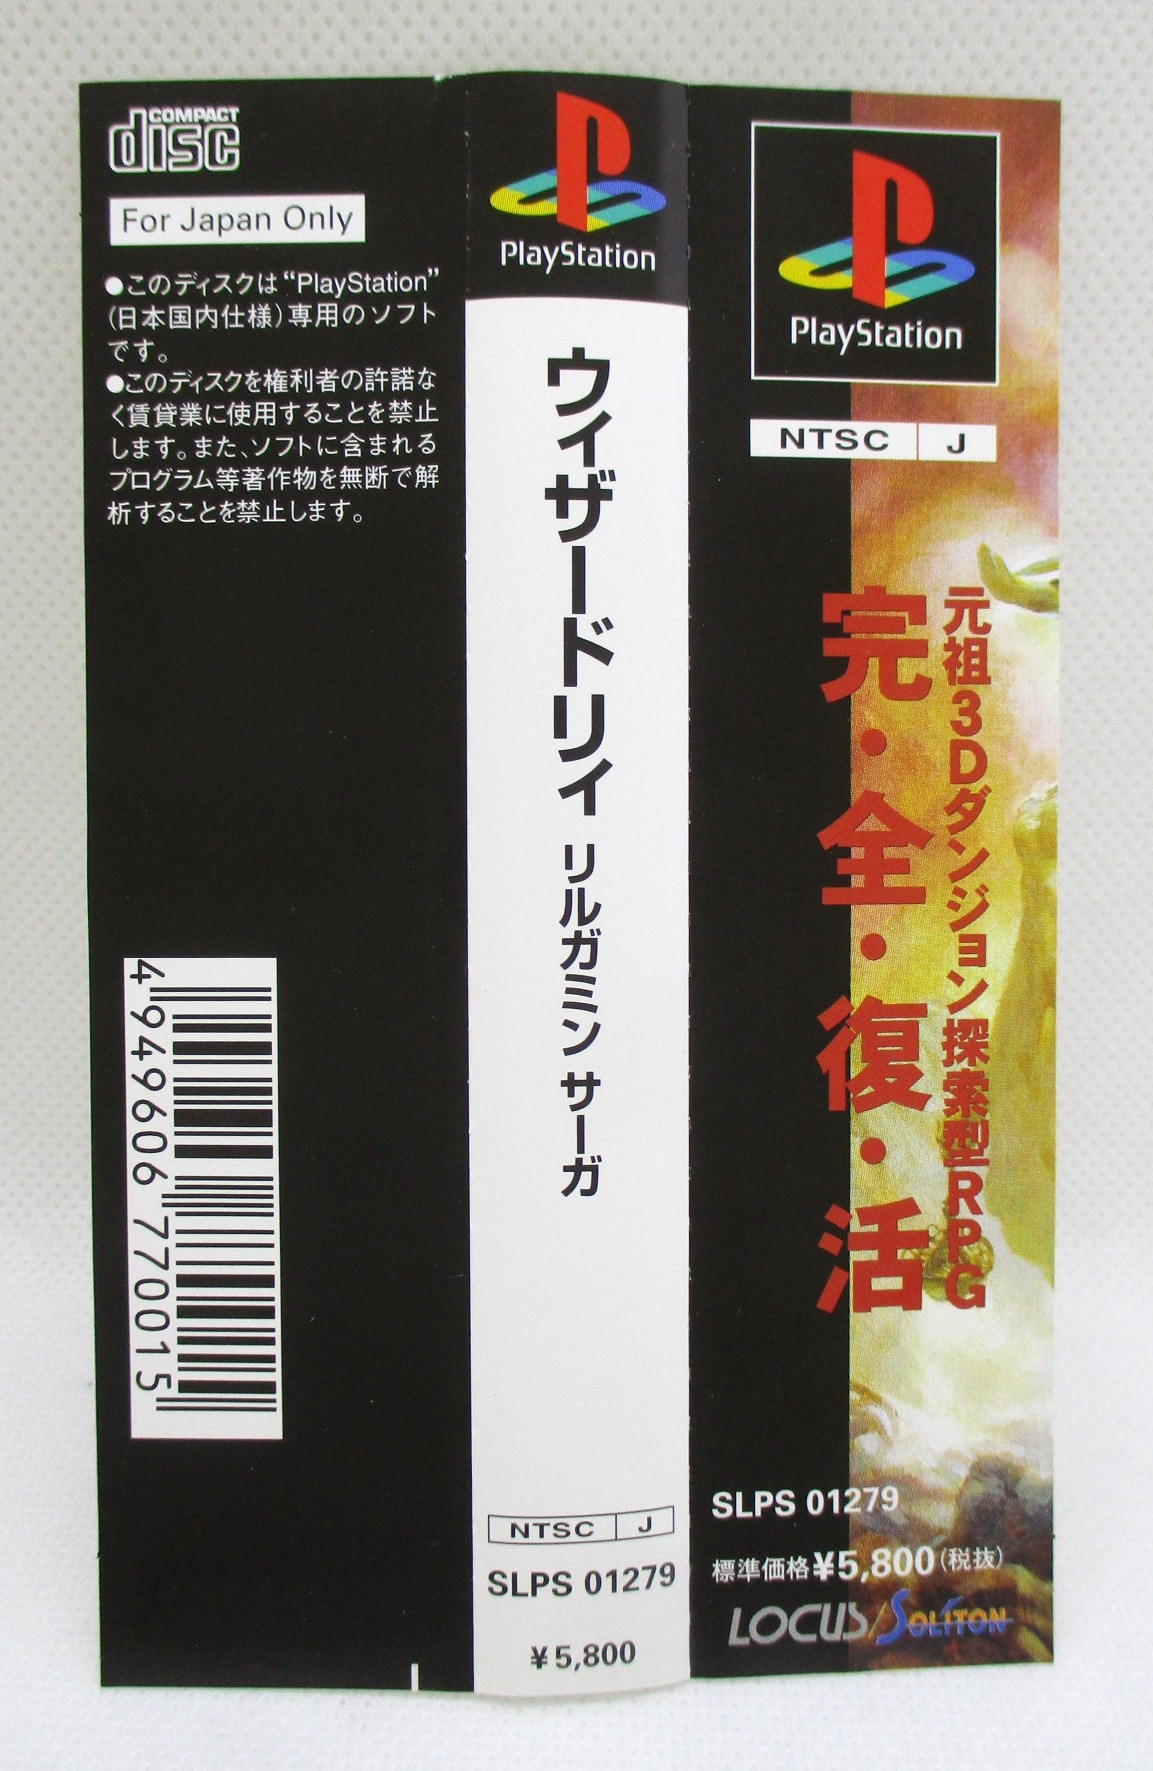 COMPACT
disc
For Japan Only
●このディスクは“PlayStation”
(日本国内仕様)専用のソフト
です。
●このディスクを権利者の許諾な
く賃貸業に使用することを禁止
します。また、ソフトに含まれる
プログラム等著作物を無断で解
析することを禁止します。
4949606770015
PlayStation
ウィザードリィ リルガミン サーガ
NTSC J
SLPS 01279
¥5,800
PlayStation
NTSC J
元祖3Dダンジョン探索型RPG
完・全・復・活
SLPS 01279
標準価格¥5,800(税抜)
LOCUS/SOLITON